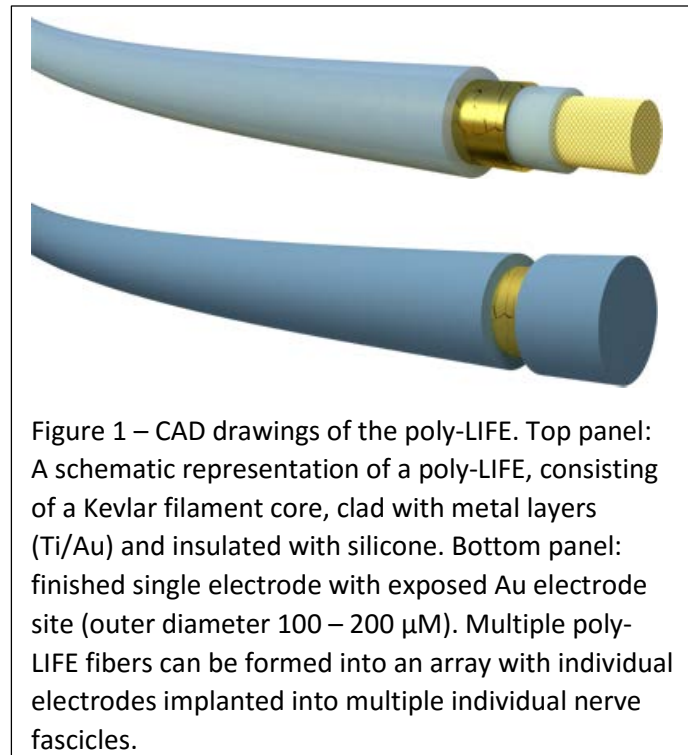 Figure 1 – CAD drawings of the poly-LIFE. Top panel:
A schematic representation of a poly-LIFE, consisting
of a Kevlar filament core, clad with metal layers
(Ti/Au) and insulated with silicone. Bottom panel:
finished single electrode with exposed Au electrode
site (outer diameter 100 – 200 µM). Multiple poly-
LIFE fibers can be formed into an array with individual
electrodes implanted into multiple individual nerve
fascicles.